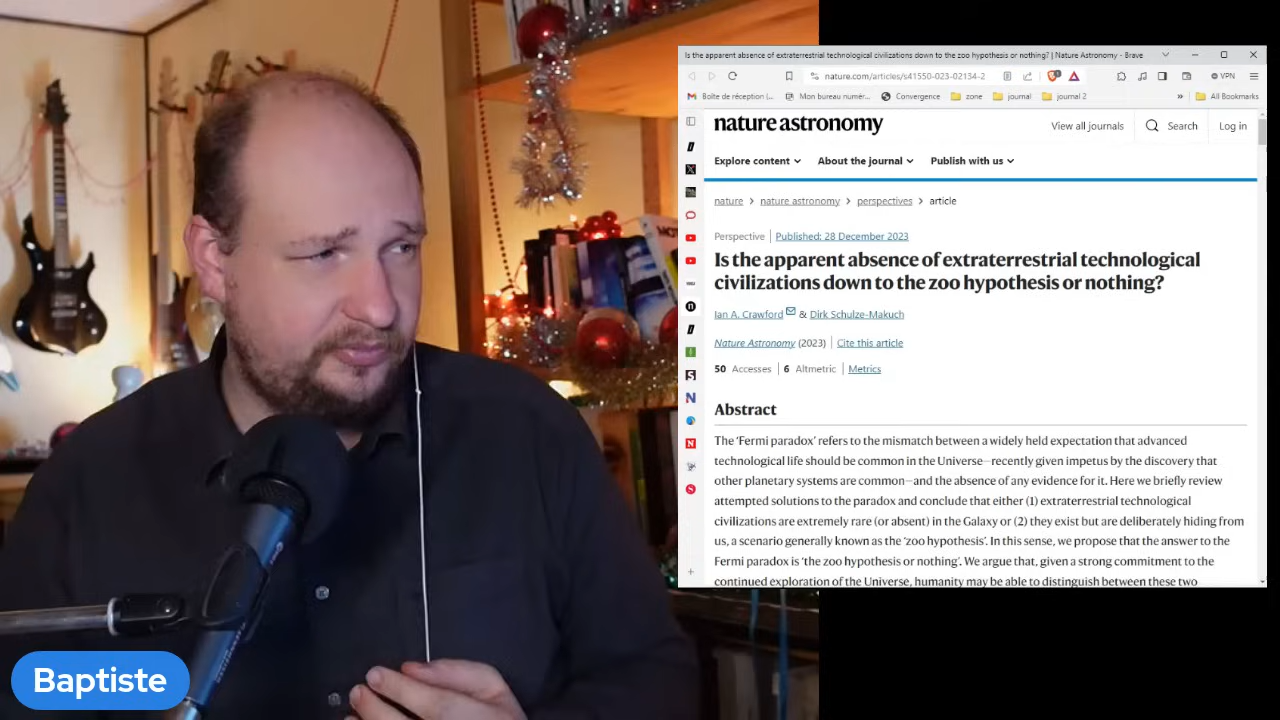 Is the apparent absence of extraterrestrial technological civilizations down to the zoo hypothesis or nothing? | Nature Astronomy - Brave
nature.com/articles/s41550-023-02134-2
VPN
Boîte de réception (...
Mon bureau numér...
Convergence
zone
journal
journal 2
»
All Bookmarks
nature astronomy
View all journals
Search
Log in
Explore content
About the journal
Publish with us
nature > nature astronomy > perspectives > article
Perspective | Published: 28 December 2023
Is the apparent absence of extraterrestrial technological
civilizations down to the zoo hypothesis or nothing?
Ian A. Crawford & Dirk Schulze-Makuch
Nature Astronomy (2023) | Cite this article
50 Accesses | 6 Altmetric | Metrics
Abstract
The ‘Fermi paradox’ refers to the mismatch between a widely held expectation that advanced
technological life should be common in the Universe—recently given impetus by the discovery that
other planetary systems are common—and the absence of any evidence for it. Here we briefly review
attempted solutions to the paradox and conclude that either (1) extraterrestrial technological
civilizations are extremely rare (or absent) in the Galaxy or (2) they exist but are deliberately hiding from
us, a scenario generally known as the ‘zoo hypothesis’. In this sense, we propose that the answer to the
Fermi paradox is ‘the zoo hypothesis or nothing’. We argue that, given a strong commitment to the
continued exploration of the Universe, humanity may be able to distinguish between these two
Baptiste